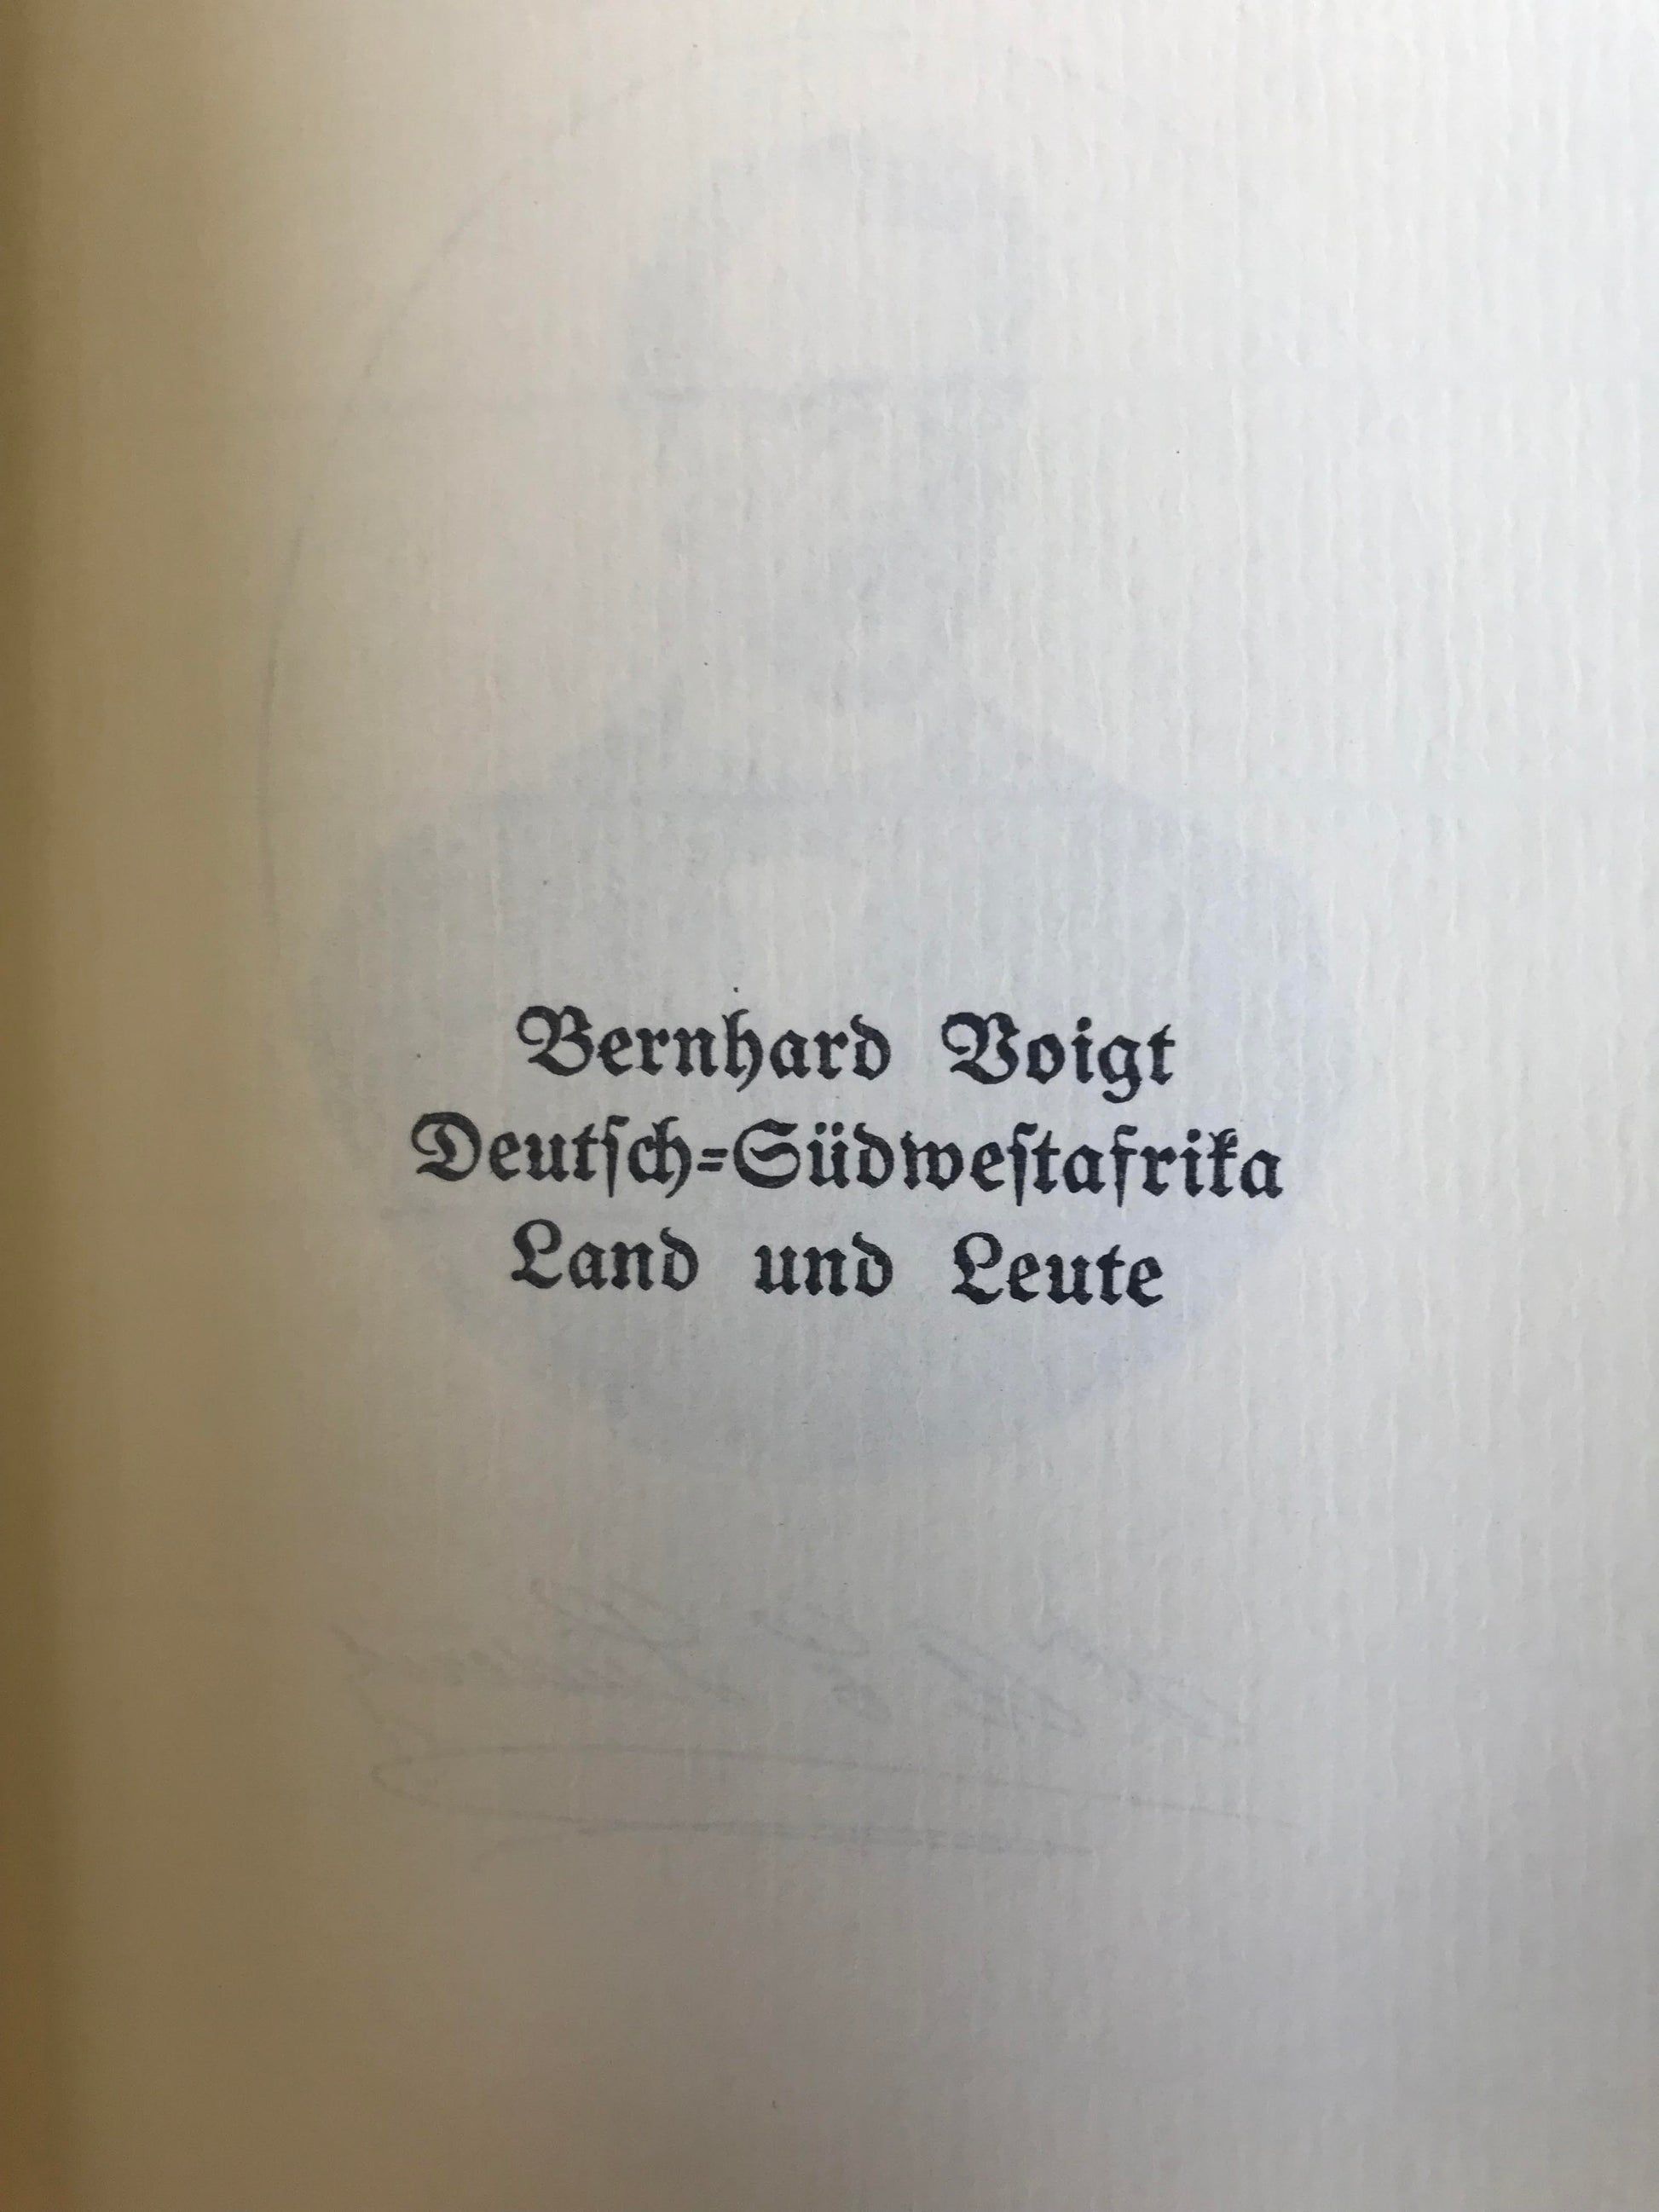 Bernhard Voigt
Deutſch=Südweſtafrika
Land und Leute